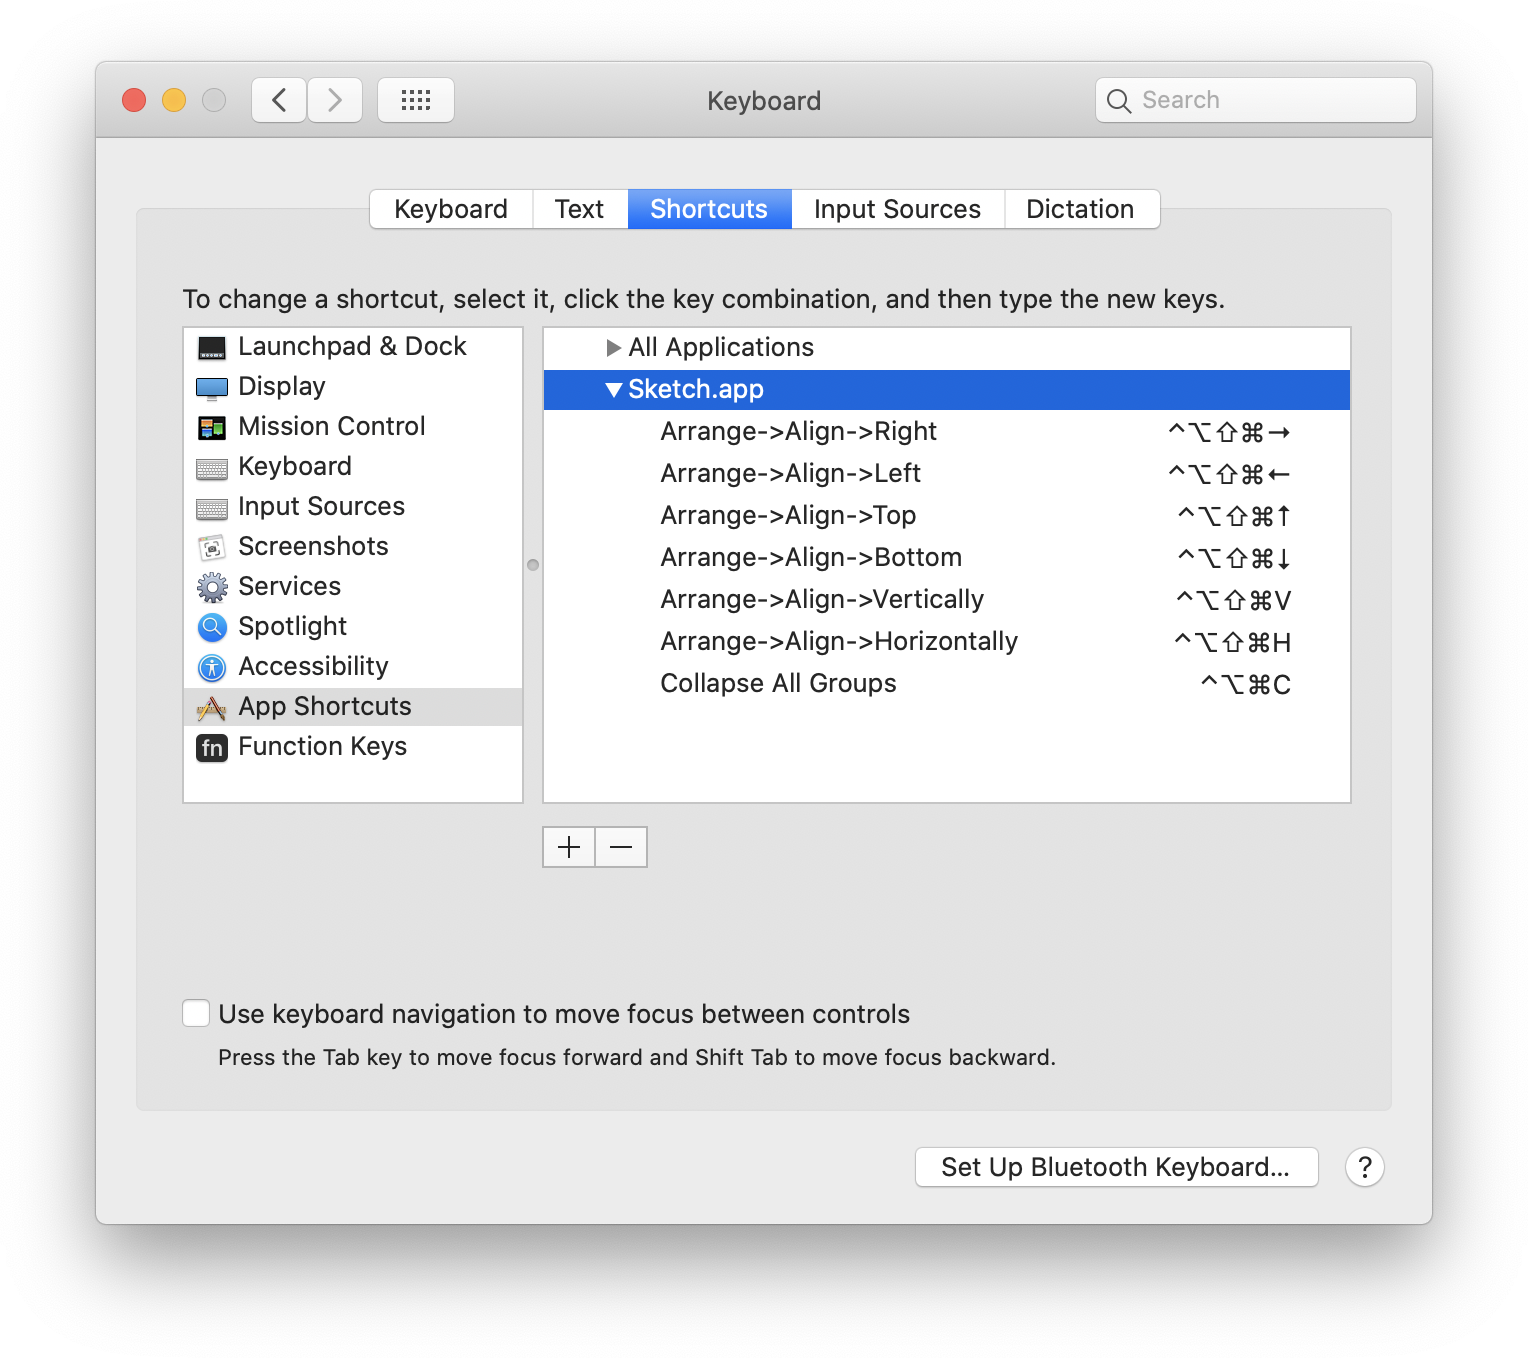 Keyboard
Search
Keyboard
Text
Shortcuts
Input Sources
Dictation
To change a shortcut, select it, click the key combination, and then type the new keys.
Launchpad & Dock
Display
Mission Control
Keyboard
Input Sources
Screenshots
Services
Spotlight
Accessibility
App Shortcuts
fn Function Keys
All Applications
Sketch.app
Arrange->Align->Right ^⌥⇧⌘→
Arrange->Align->Left ^⌥⇧⌘←
Arrange->Align->Top ^⌥⇧⌘↑
Arrange->Align->Bottom ^⌥⇧⌘↓
Arrange->Align->Vertically ^⌥⇧⌘V
Arrange->Align->Horizontally ^⌥⇧⌘H
Collapse All Groups ^⌥⌘C
Use keyboard navigation to move focus between controls
Press the Tab key to move focus forward and Shift Tab to move focus backward.
Set Up Bluetooth Keyboard...
?